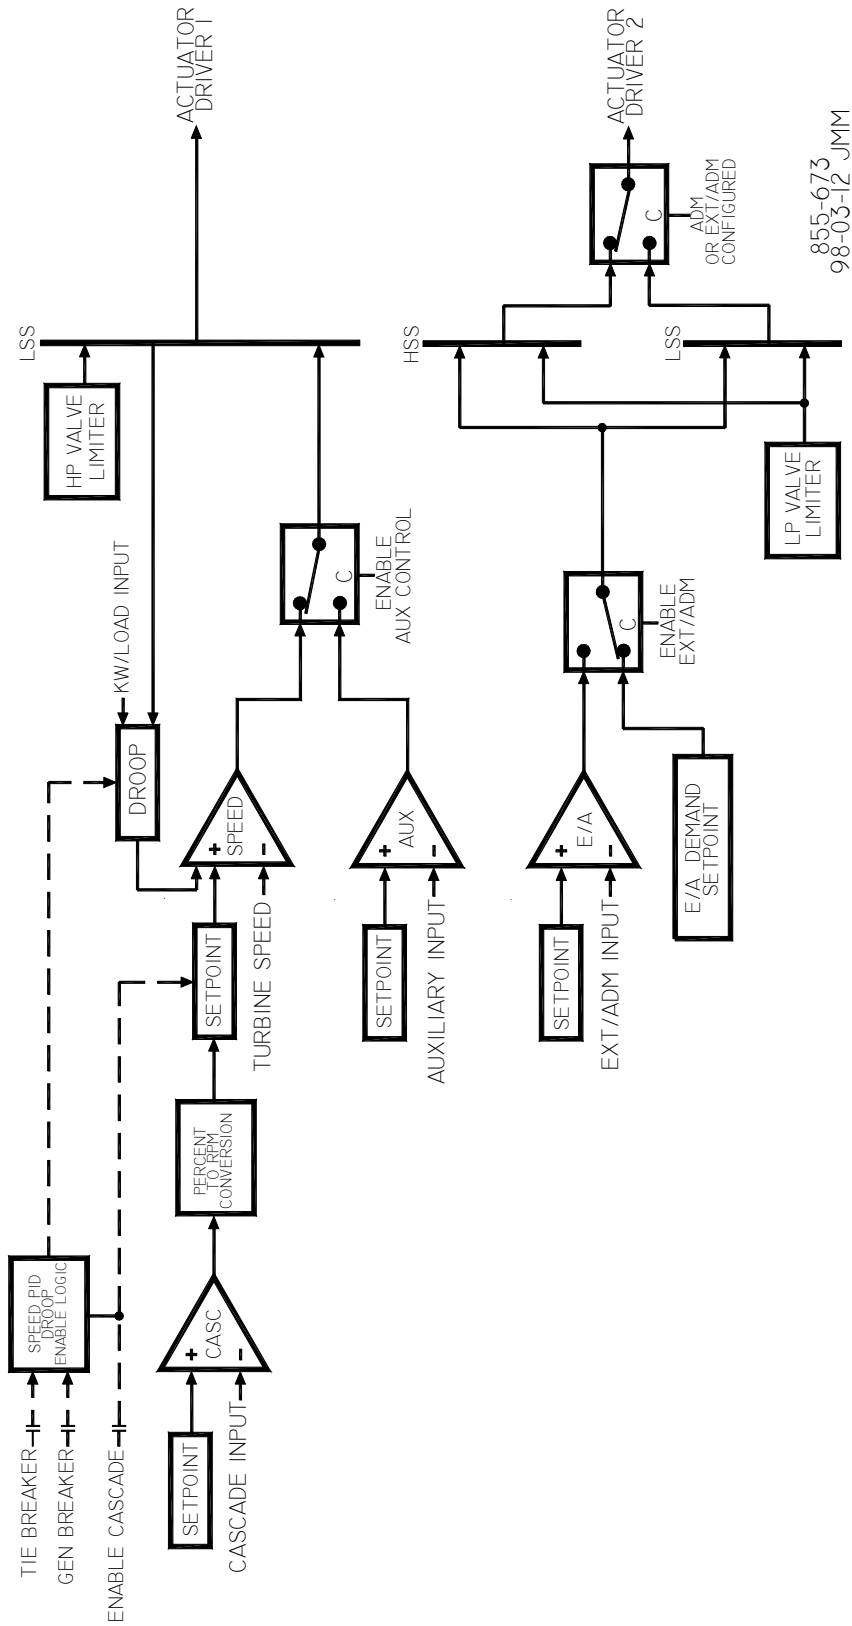 TIE BREAKER
GEN BREAKER
ENABLE CASCADE
SPEED PID
DROOP
ENABLE LOGIC
SETPOINT
CASCADE INPUT
+
CASC
-
PERCENT
TO RPM
CONVERSION
SETPOINT
TURBINE SPEED
DROOP
KW/LOAD INPUT
+
SPEED
-
HP VALVE
LIMITER
LSS
ACTUATOR
DRIVER 1
SETPOINT
AUXILIARY INPUT
+
AUX
-
C
ENABLE
AUX CONTROL
SETPOINT
EXT/ADM INPUT
+
E/A
-
E/A DEMAND
SETPOINT
C
ENABLE
EXT/ADM
LP VALVE
LIMITER
HSS
LSS
C
ADM
OR EXT/ADM
CONFIGURED
ACTUATOR
DRIVER 2
855-673
98-03-12 JMM